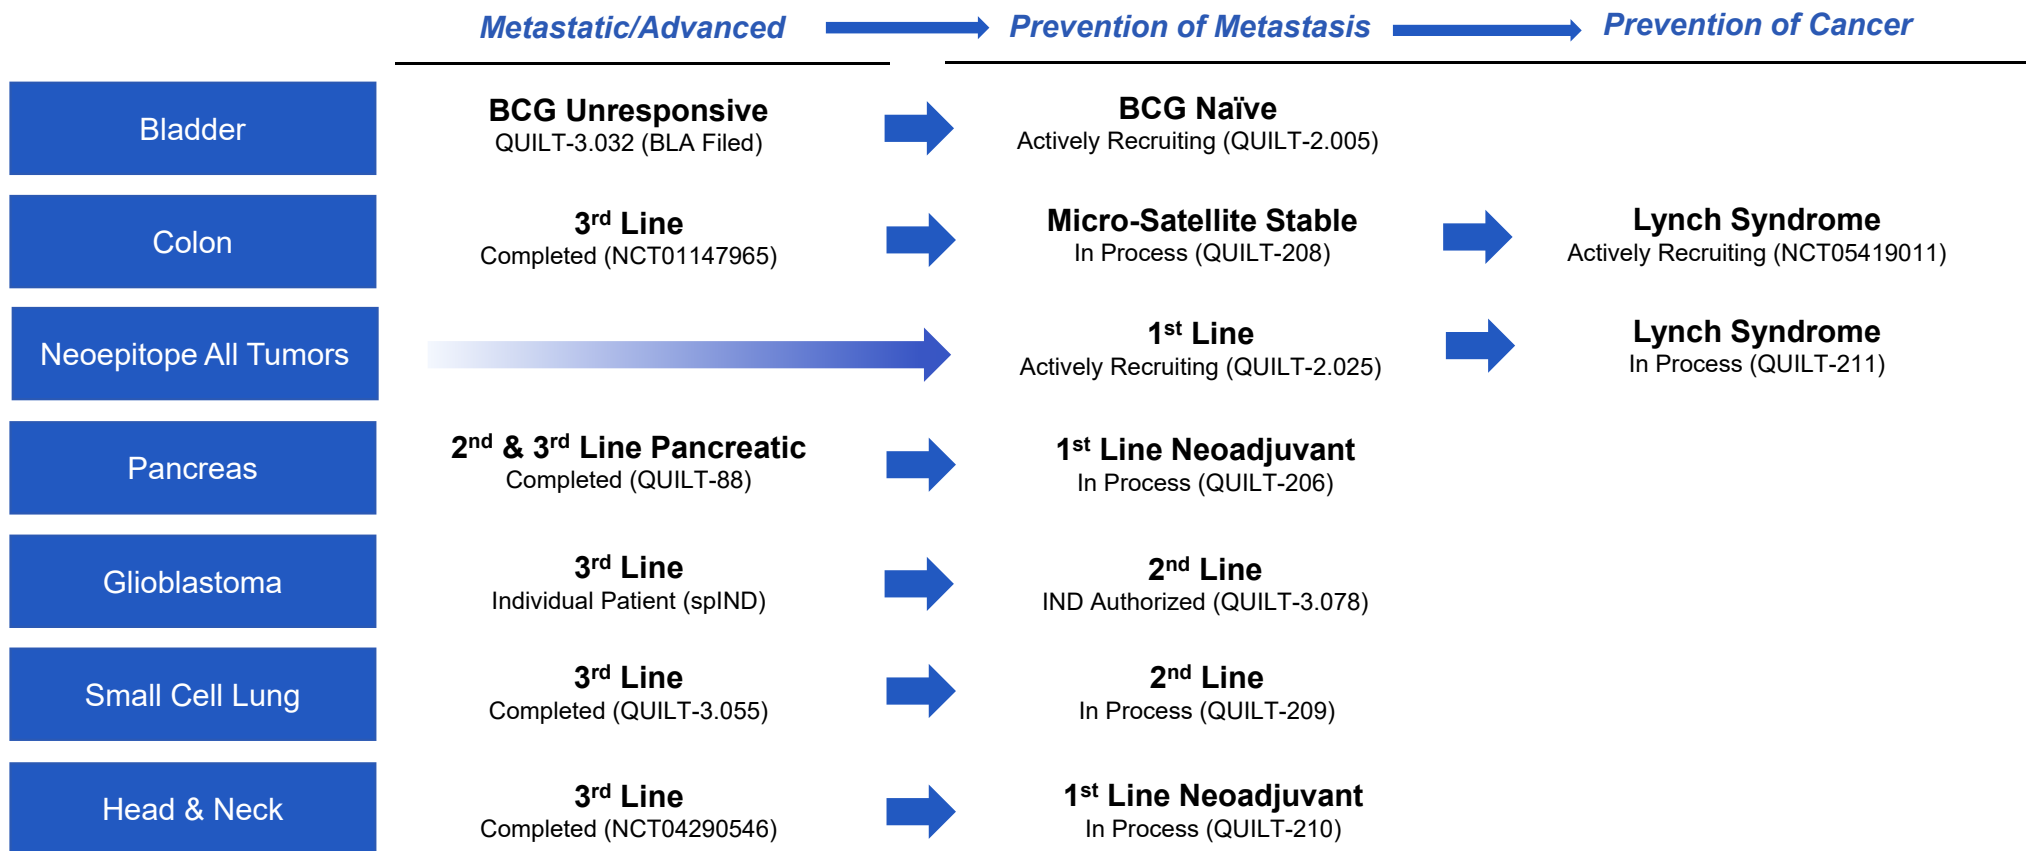 Metastatic/Advanced
Prevention of Metastasis
Prevention of Cancer
Bladder
BCG Unresponsive
QUILT-3.032 (BLA Filed)
BCG Naïve
Actively Recruiting (QUILT-2.005)
Colon
3rd Line
Completed (NCT01147965)
Micro-Satellite Stable
In Process (QUILT-208)
Lynch Syndrome
Actively Recruiting (NCT05419011)
Neoepitope All Tumors
1st Line
Actively Recruiting (QUILT-2.025)
Lynch Syndrome
In Process (QUILT-211)
Pancreas
2nd & 3rd Line Pancreatic
Completed (QUILT-88)
1st Line Neoadjuvant
In Process (QUILT-206)
Glioblastoma
3rd Line
Individual Patient (spIND)
2nd Line
IND Authorized (QUILT-3.078)
Small Cell Lung
3rd Line
Completed (QUILT-3.055)
2nd Line
In Process (QUILT-209)
Head & Neck
3rd Line
Completed (NCT04290546)
1st Line Neoadjuvant
In Process (QUILT-210)